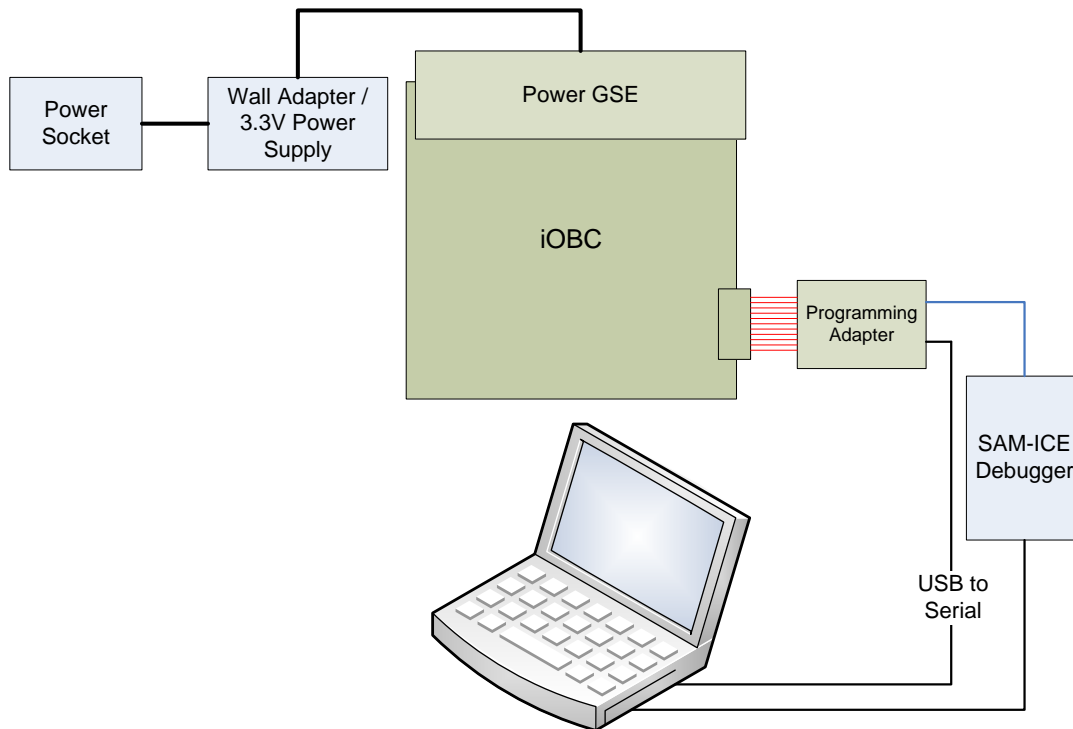 Power
Socket
Wall Adapter /
3.3V Power
Supply
Power GSE
iOBC
Programming
Adapter
SAM-ICE
Debugger
USB to
Serial